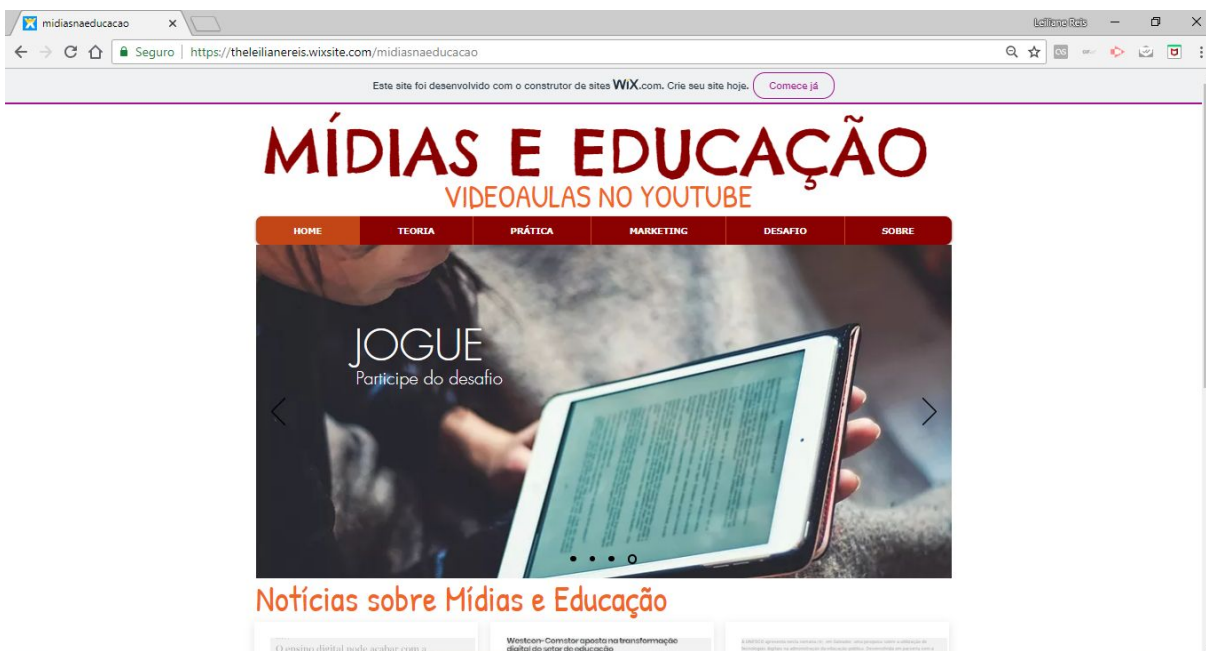 midiasnaeducacao
Leiliane Reis
Seguro | https://theleilianereis.wixsite.com/midiasnaeducacao
Este site foi desenvolvido com o construtor de sites WiX.com. Crie seu site hoje. Comece já
MÍDIAS E EDUCAÇÃO
VIDEOAULAS NO YOUTUBE
HOME TEORIA PRÁTICA MARKETING DESAFIO SOBRE
JOGUE
Participe do desafio
Notícias sobre Mídias e Educação
O ensino digital pode acabar com a
Westcon-Comstor aposta na transformação
digital do setor de educação